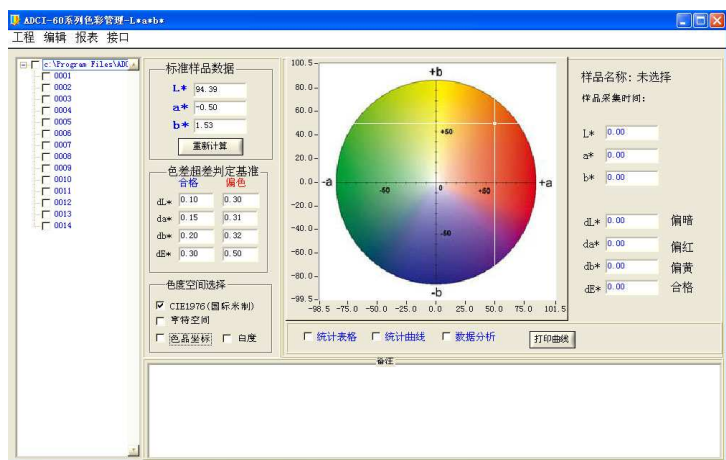 ADCI-60系列色彩管理-L*a*b*
工程 编辑 报表 接口
c:\Program Files\AD
0001
0002
0003
0004
0005
0006
0007
0008
0009
0010
0011
0012
0013
0014
标准样品数据
L* 94.39
a* -0.50
b* 1.53
重新计算
色差超差判定基准
合格 偏色
dL* 0.10 0.30
da* 0.15 0.31
db* 0.20 0.32
dE* 0.30 0.50
色度空间选择
CIE1976(国际米制)
亨特空间
色品坐标 白度
100.5
80.0
60.0
40.0
20.0
0.0
-20.0
-40.0
-60.0
-80.0
-99.5
-98.5 -75.0 -50.0 -25.0 0.0 25.0 50.0 75.0 101.5
+b
+50
-a -60 0 +60 +a
-50
-b
统计表格 统计曲线 数据分析 打印曲线
样品名称: 未选择
样品采集时间:
L* 0.00
a* 0.00
b* 0.00
dL* 0.00 偏暗
da* 0.00 偏红
db* 0.00 偏黄
dE* 0.00 合格
备注